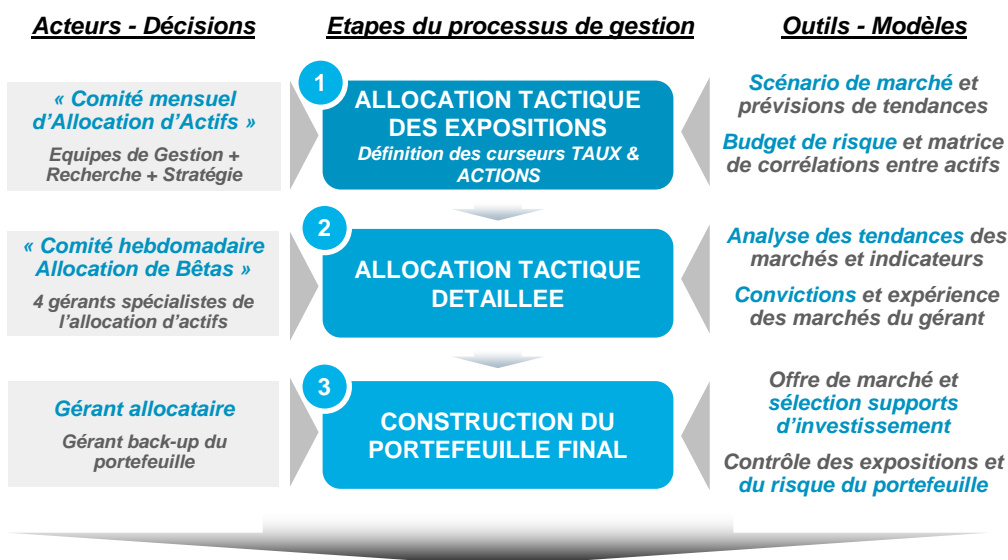 Acteurs - Décisions
Etapes du processus de gestion
Outils - Modèles
« Comité mensuel
d'Allocation d'Actifs »
Equipes de Gestion +
Recherche + Stratégie
1
ALLOCATION TACTIQUE
DES EXPOSITIONS
Définition des curseurs TAUX &
ACTIONS
Scénario de marché et
prévisions de tendances
Budget de risque et matrice
de corrélations entre actifs
« Comité hebdomadaire
Allocation de Bêtas »
4 gérants spécialistes de
l'allocation d'actifs
2
ALLOCATION TACTIQUE
DETAILLEE
Analyse des tendances des
marchés et indicateurs
Convictions et expérience
des marchés du gérant
Gérant allocataire
Gérant back-up du
portefeuille
3
CONSTRUCTION DU
PORTEFEUILLE FINAL
Offre de marché et
sélection supports
d'investissement
Contrôle des expositions et
du risque du portefeuille